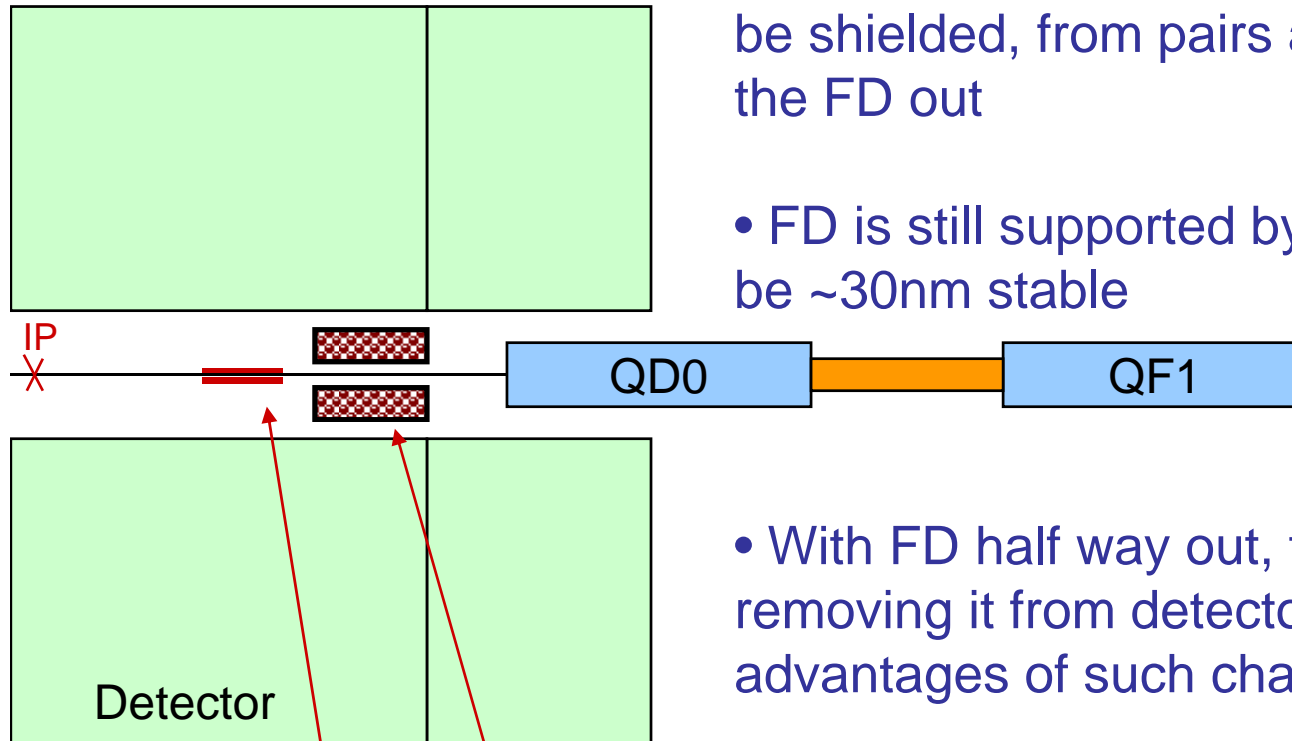 be shielded, from pairs a
the FD out
• FD is still supported by
be ~30nm stable
IP
QD0
QF1
• With FD half way out,
removing it from detecto
advantages of such cha
Detector